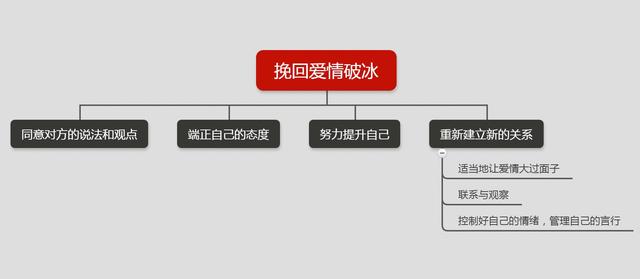 挽回爱情破冰
同意对方的说法和观点
端正自己的态度
努力提升自己
重新建立新的关系
适当地让爱情大过面子
联系与观察
控制好自己的情绪，管理自己的言行